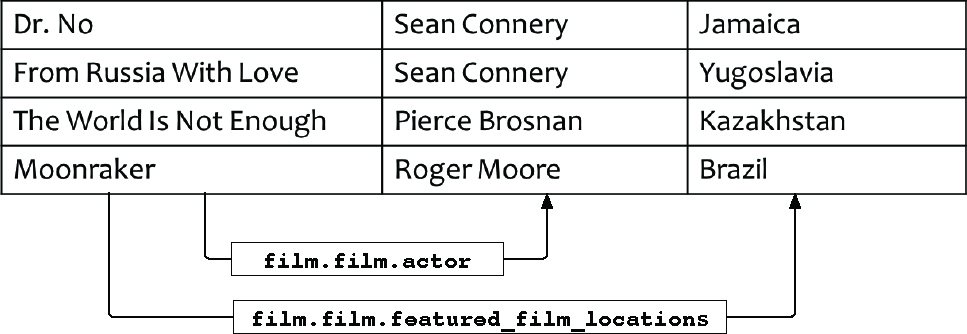 Dr. No Sean Connery Jamaica
From Russia With Love Sean Connery Yugoslavia
The World Is Not Enough Pierce Brosnan Kazakhstan
Moonraker Roger Moore Brazil
film.film.actor
film.film.featured_film_locations